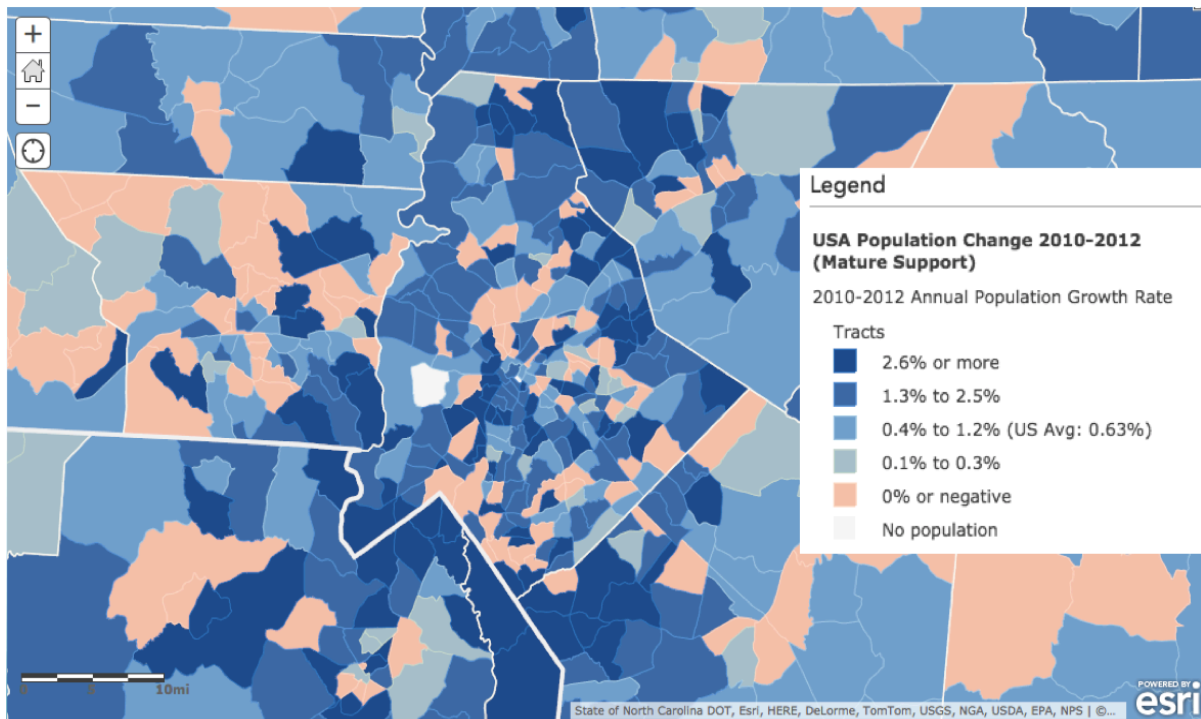 +
−
Legend
USA Population Change 2010-2012
(Mature Support)
2010-2012 Annual Population Growth Rate
Tracts
2.6% or more
1.3% to 2.5%
0.4% to 1.2% (US Avg: 0.63%)
0.1% to 0.3%
0% or negative
No population
0 5 10mi
State of North Carolina DOT, Esri, HERE, DeLorme, TomTom, USGS, NGA, USDA, EPA, NPS | ©...
POWERED BY
esri